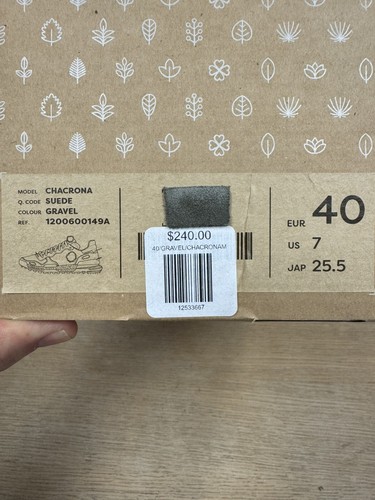 MODEL CHACRONA
Q. CODE SUEDE
COLOUR GRAVEL
REF. 1200600149A
$240.00
40/GRAVEL/CHACRONAM
12533667
EUR 40
US 7
JAP 25.5